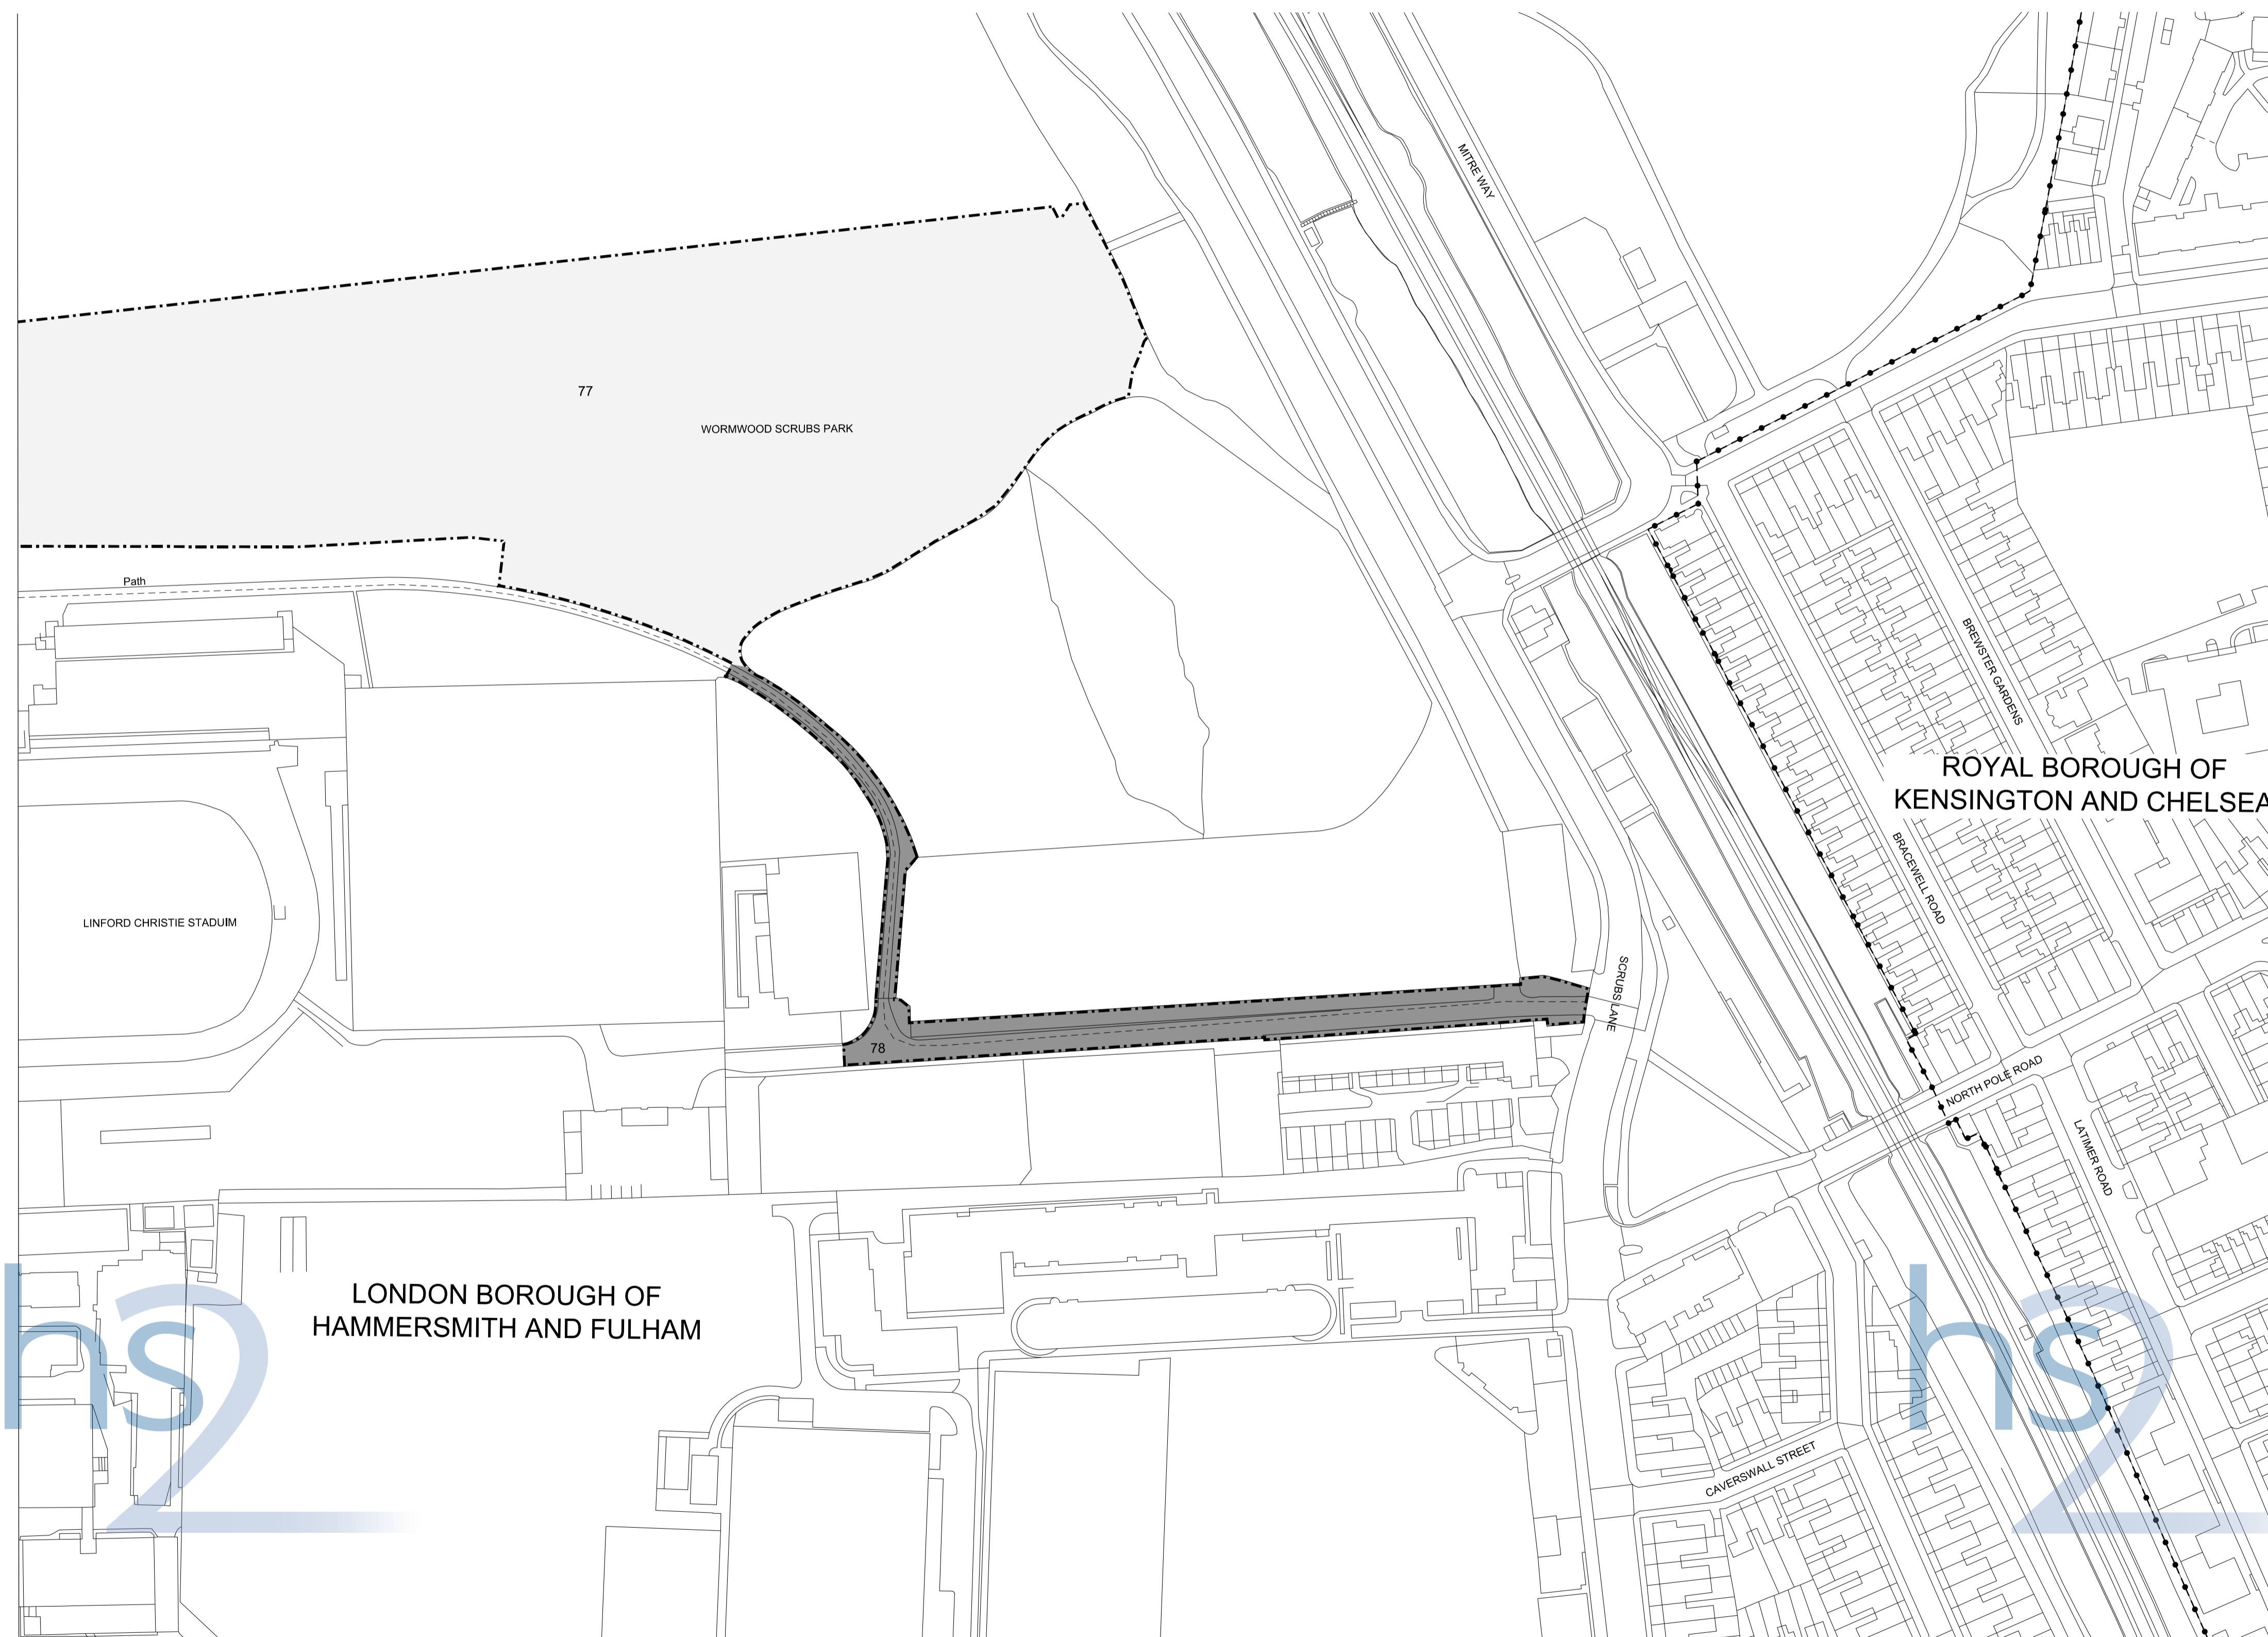 MITRE WAY
77
WORMWOOD SCRUBS PARK
Path
BREWSTER GARDENS
ROYAL BOROUGH OF
KENSINGTON AND CHELSEA
BRACEWELL ROAD
LINFORD CHRISTIE STADUIM
SCRUBS LANE
78
NORTH POLE ROAD
LATIMER ROAD
LONDON BOROUGH OF
HAMMERSMITH AND FULHAM
hs2
hs2
CAVERSWALL STREET